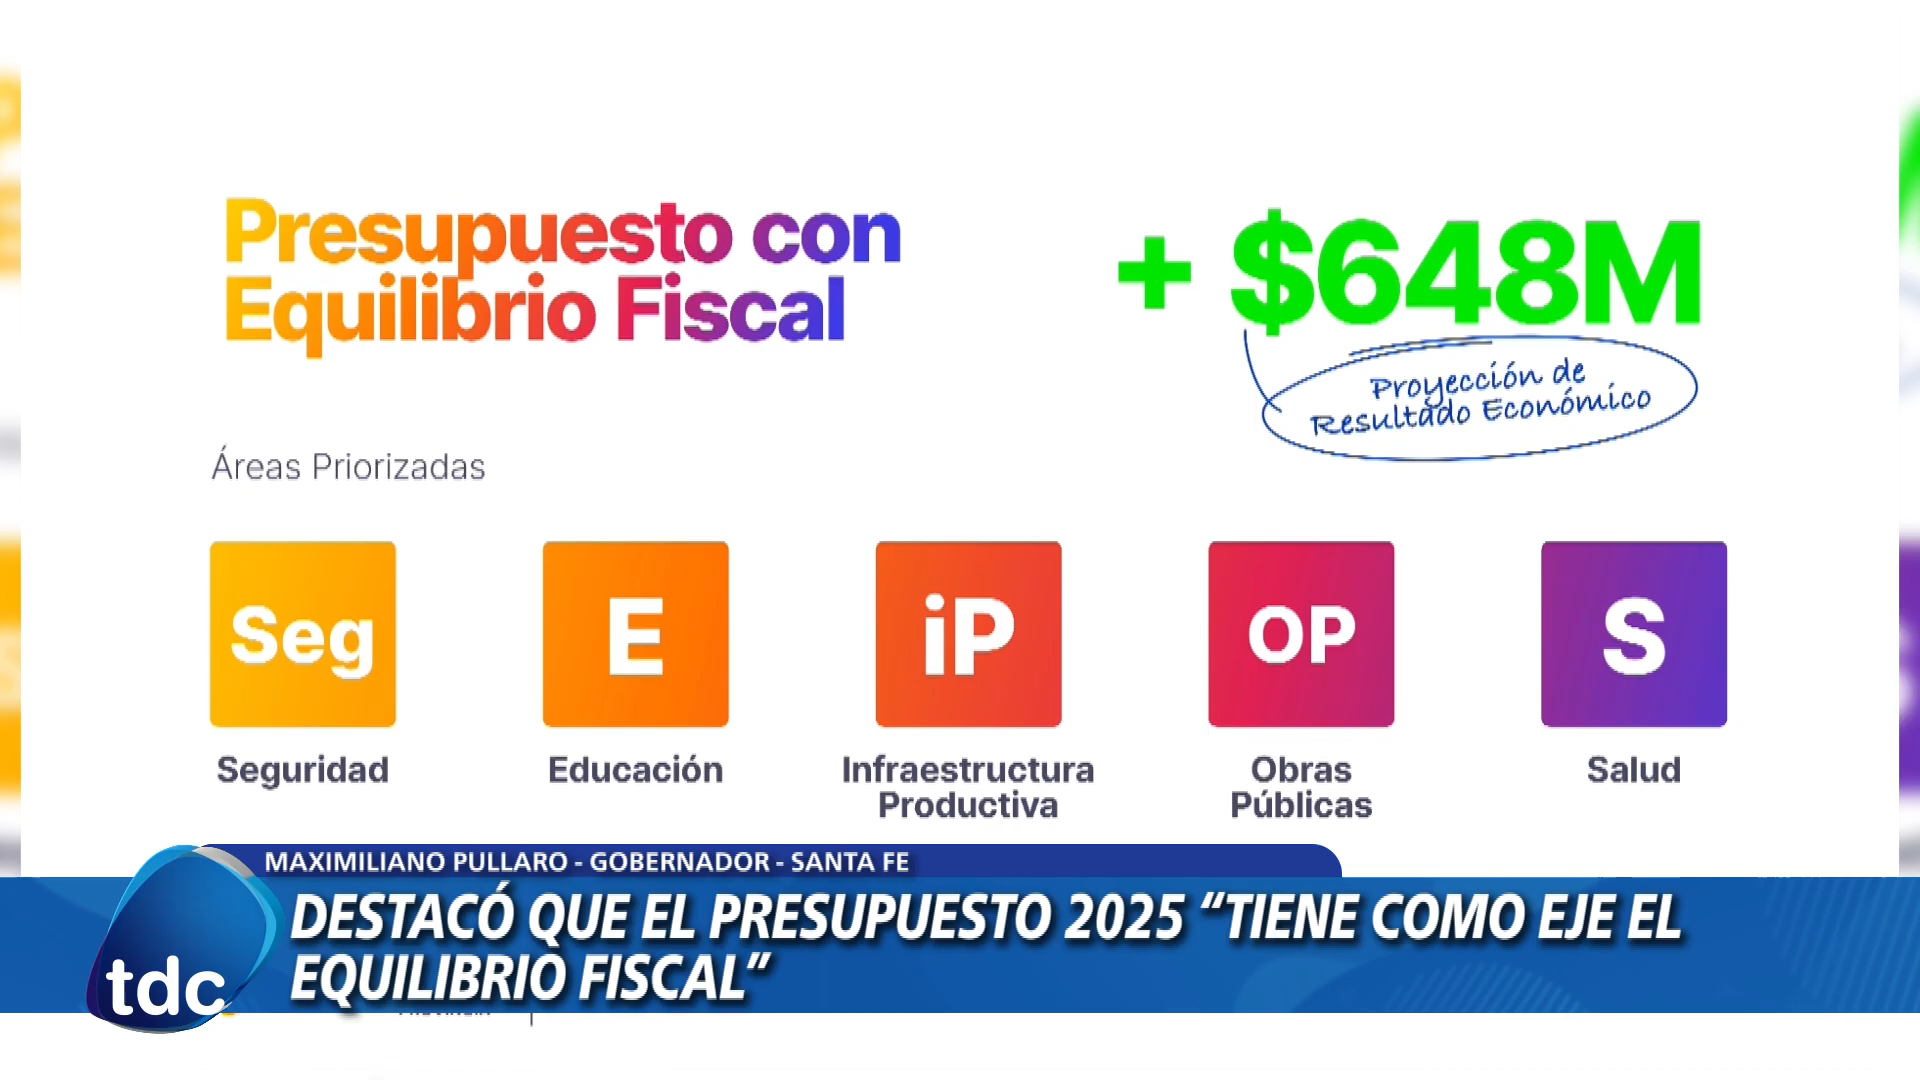 Presupuesto con
Equilibrio Fiscal
+ $648M
Proyección de
Resultado Económico
Áreas Priorizadas
Seg
E
iP
OP
S
Seguridad
Educación
Infraestructura
Productiva
Obras
Públicas
Salud
MAXIMILIANO PULLARO - GOBERNADOR - SANTA FE
DESTACÓ QUE EL PRESUPUESTO 2025 “TIENE COMO EJE EL
EQUILIBRIO FISCAL”
tdc